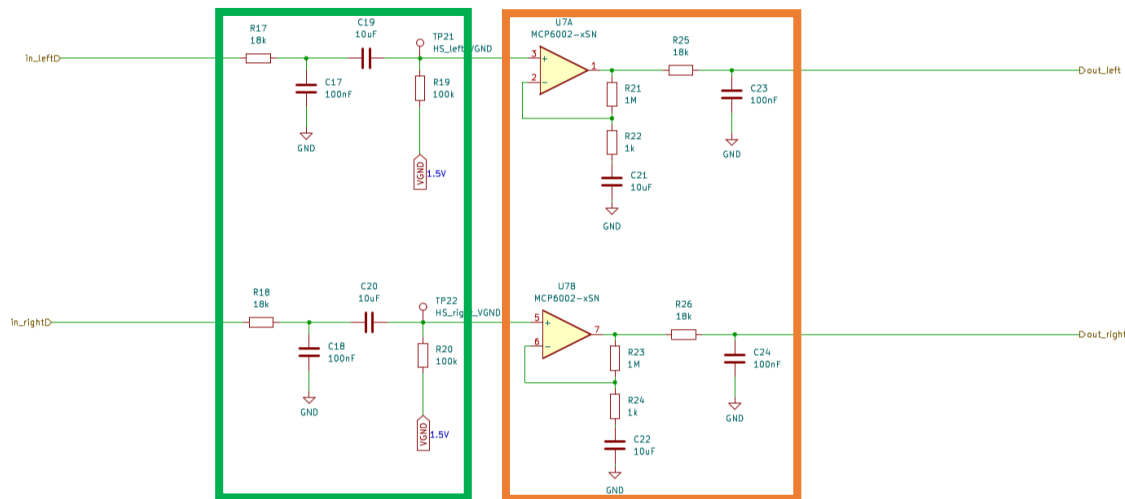 U7A
MCP6002-xSN
C19
10uF
R17
18k
TP21
HS_left_VGND
R25
18k
in_left
3
+
1
2
-
out_left
C17
100nF
R19
100k
R21
1M
C23
100nF
GND
R22
1k
GND
VGND
1.5V
C21
10uF
GND
U7B
MCP6002-xSN
C20
10uF
R18
18k
TP22
HS_right_VGND
R26
18k
in_right
5
+
7
6
-
out_right
C18
100nF
R20
100k
R23
1M
C24
100nF
GND
R24
1k
GND
VGND
1.5V
C22
10uF
GND